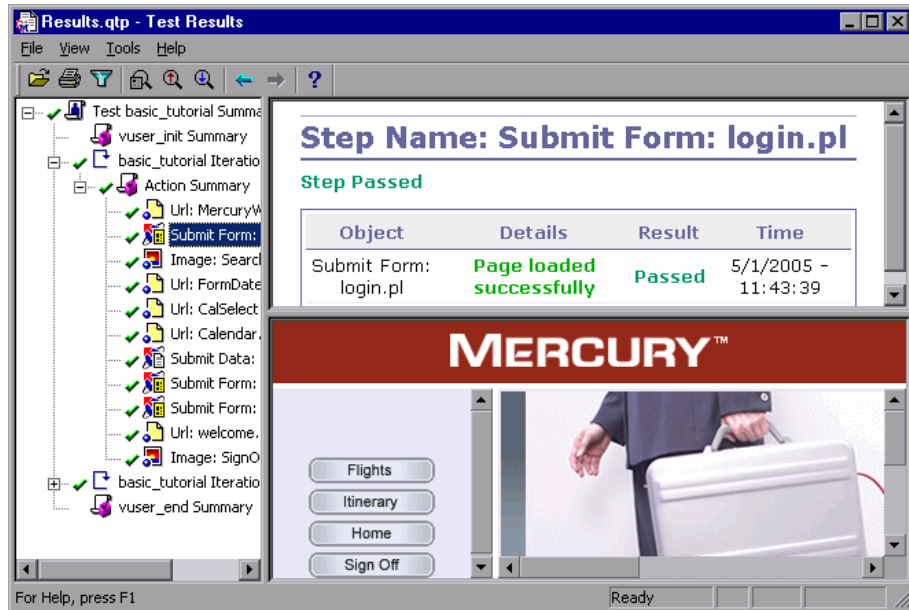 Results.qtp - Test Results
File View Tools Help
?
Test basic_tutorial Summa
vuser_init Summary
basic_tutorial Iteratio
Action Summary
Url: MercuryW
Submit Form:
Image: Searcl
Url: FormDate
Url: CalSelect
Url: Calendar.
Submit Data:
Submit Form:
Submit Form:
Url: welcome.
Image: SignO
basic_tutorial Iteratio
vuser_end Summary
Step Name: Submit Form: login.pl
Step Passed
Object Details Result Time
Submit Form: login.pl
Page loaded successfully
Passed
5/1/2005 - 11:43:39
MERCURY™
Flights
Itinerary
Home
Sign Off
For Help, press F1
Ready